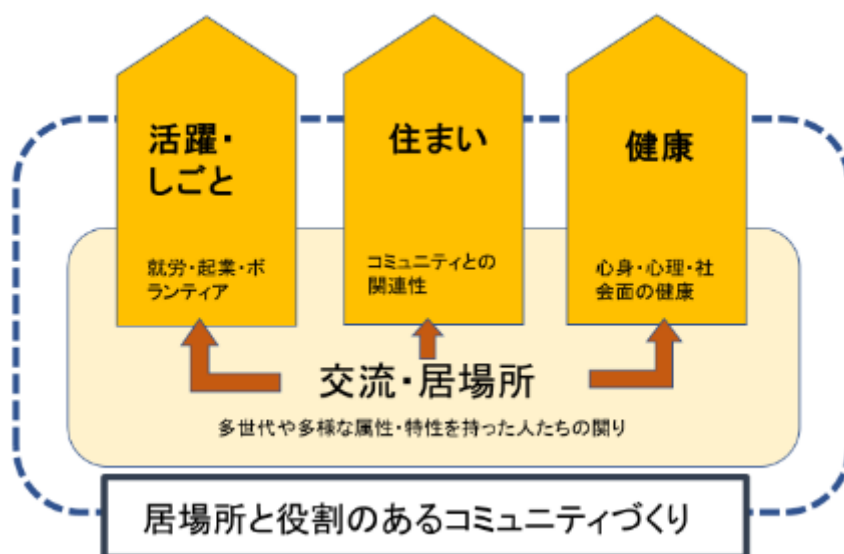 活躍・
しごと
就労・起業・ボ
ランティア
住まい
コミュニティとの
関連性
健康
心身・心理・社
会面の健康
交流・居場所
多世代や多様な属性・特性を持った人たちの関り
居場所と役割のあるコミュニティづくり